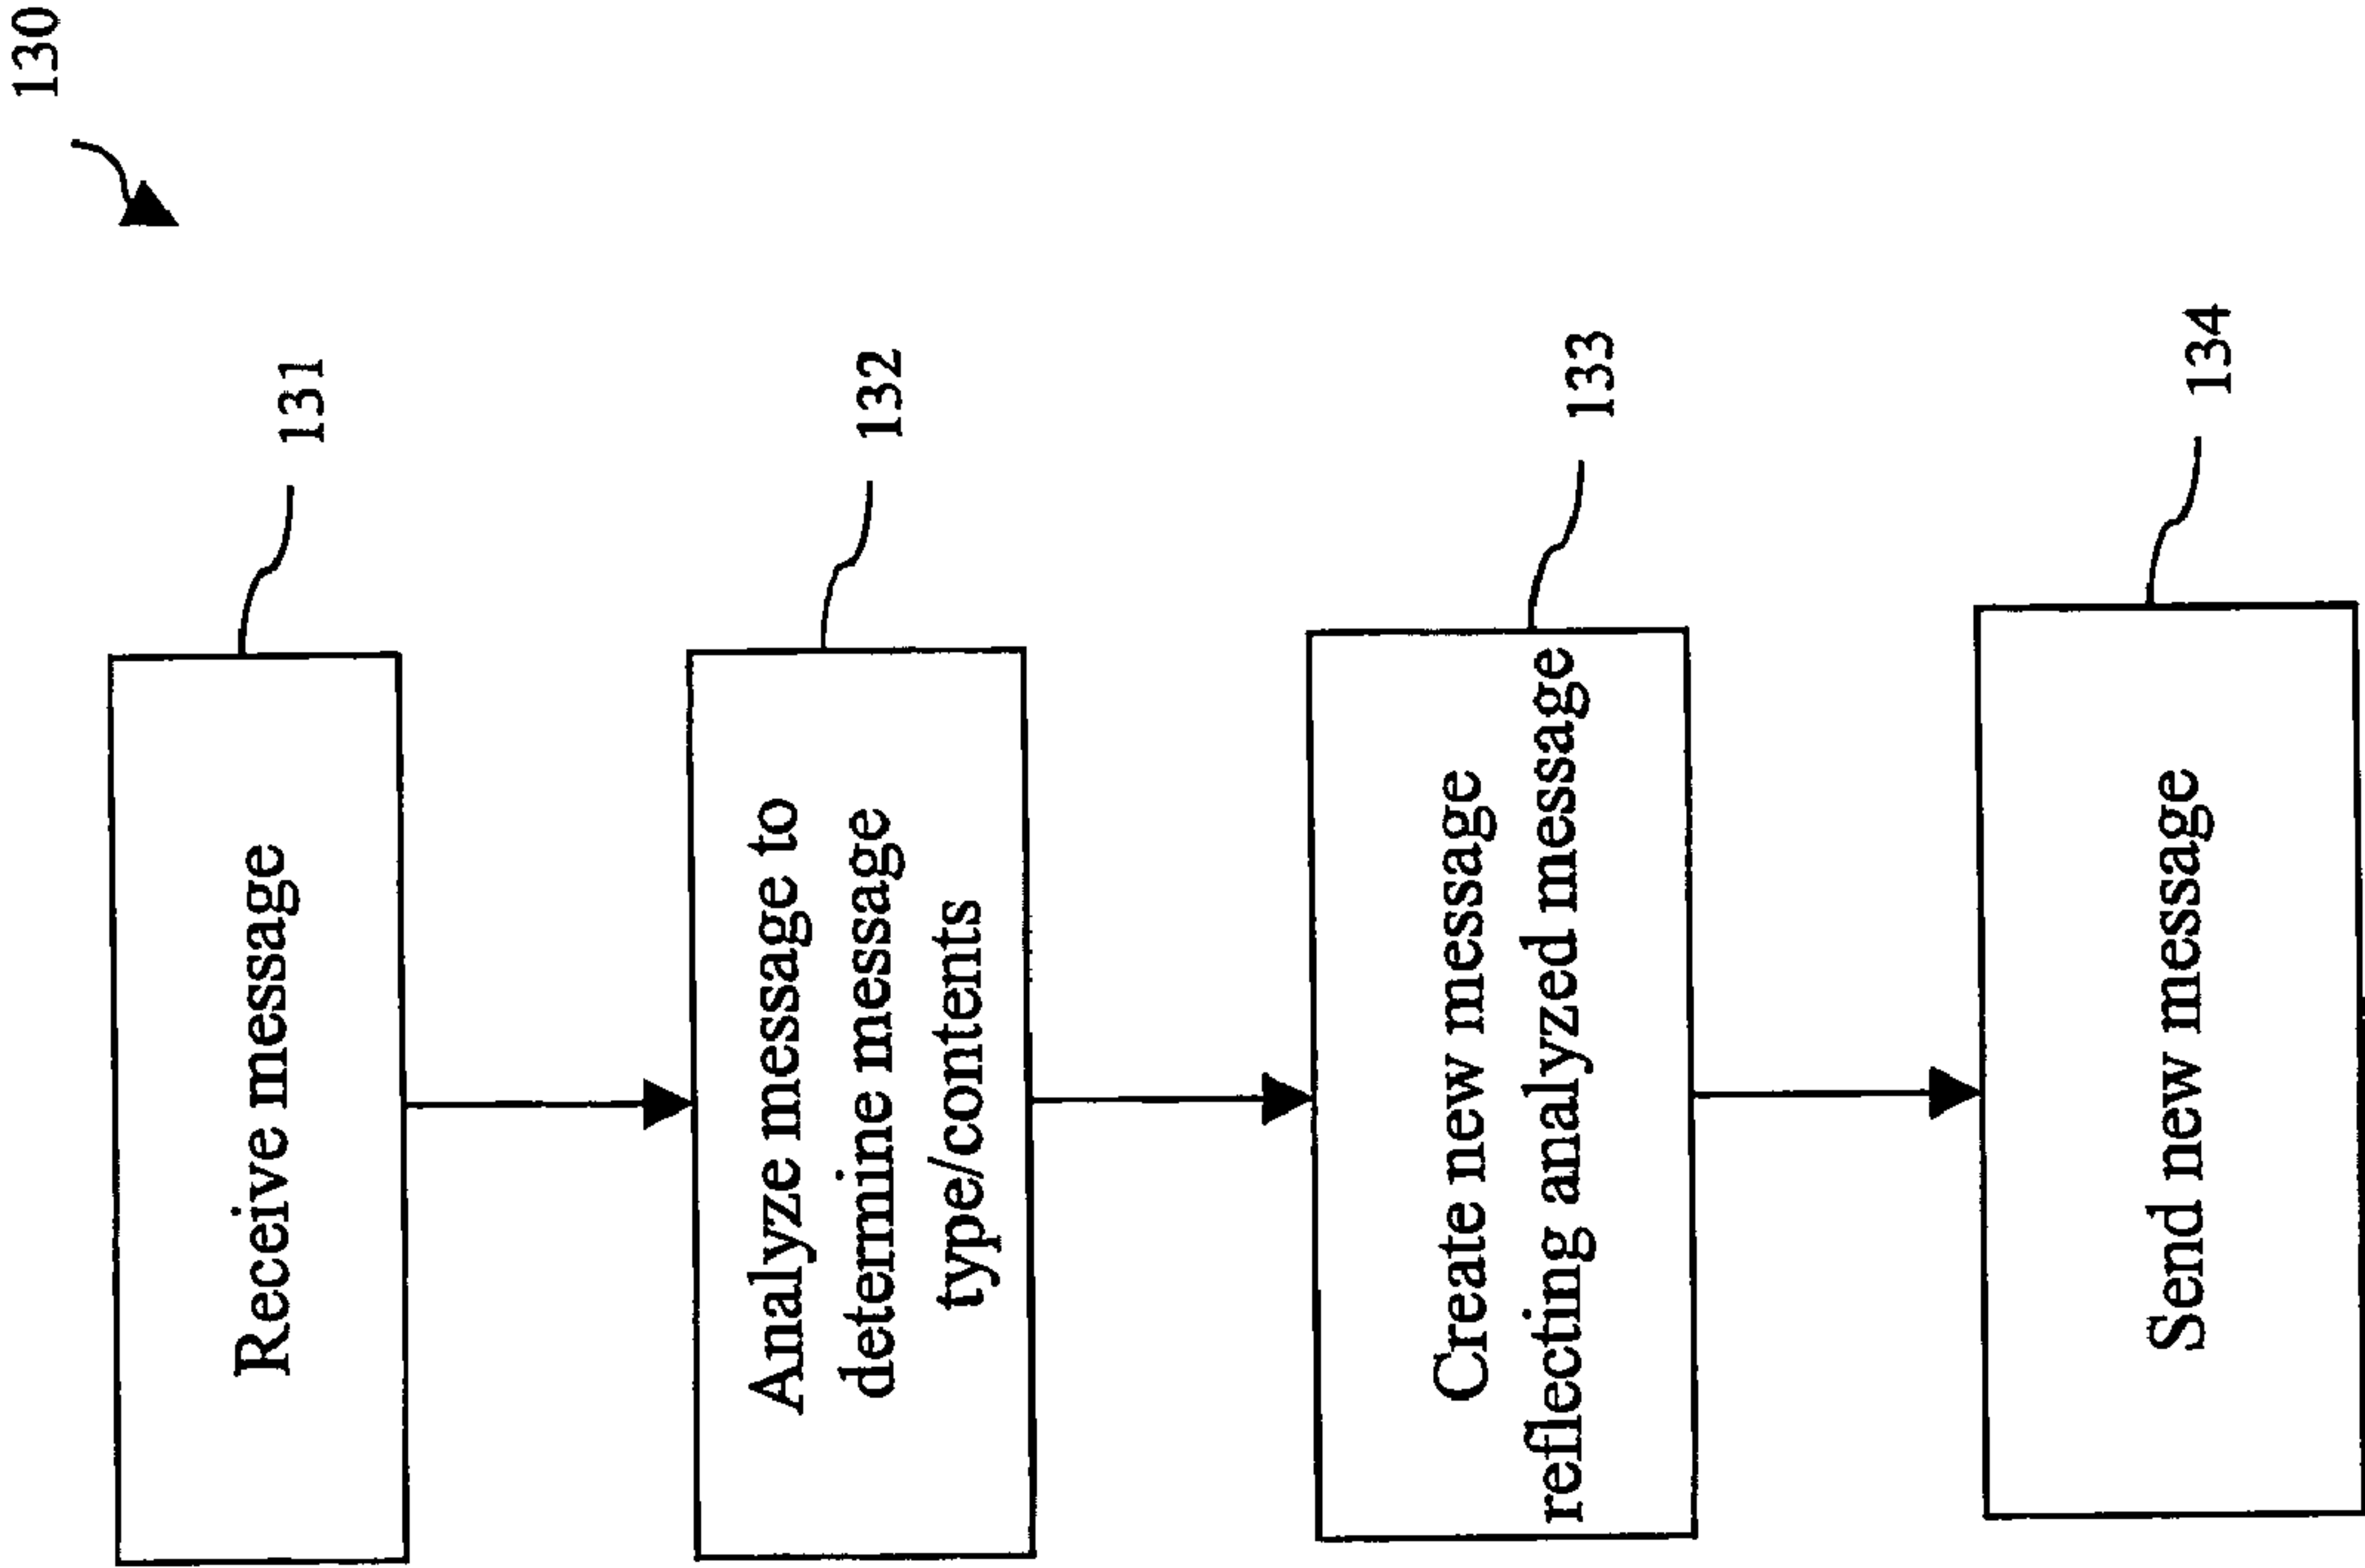 130
Receive message
131
Analyze message to
determine message
type/contents
132
Create new message
reflecting analyzed message
133
Send new message
134